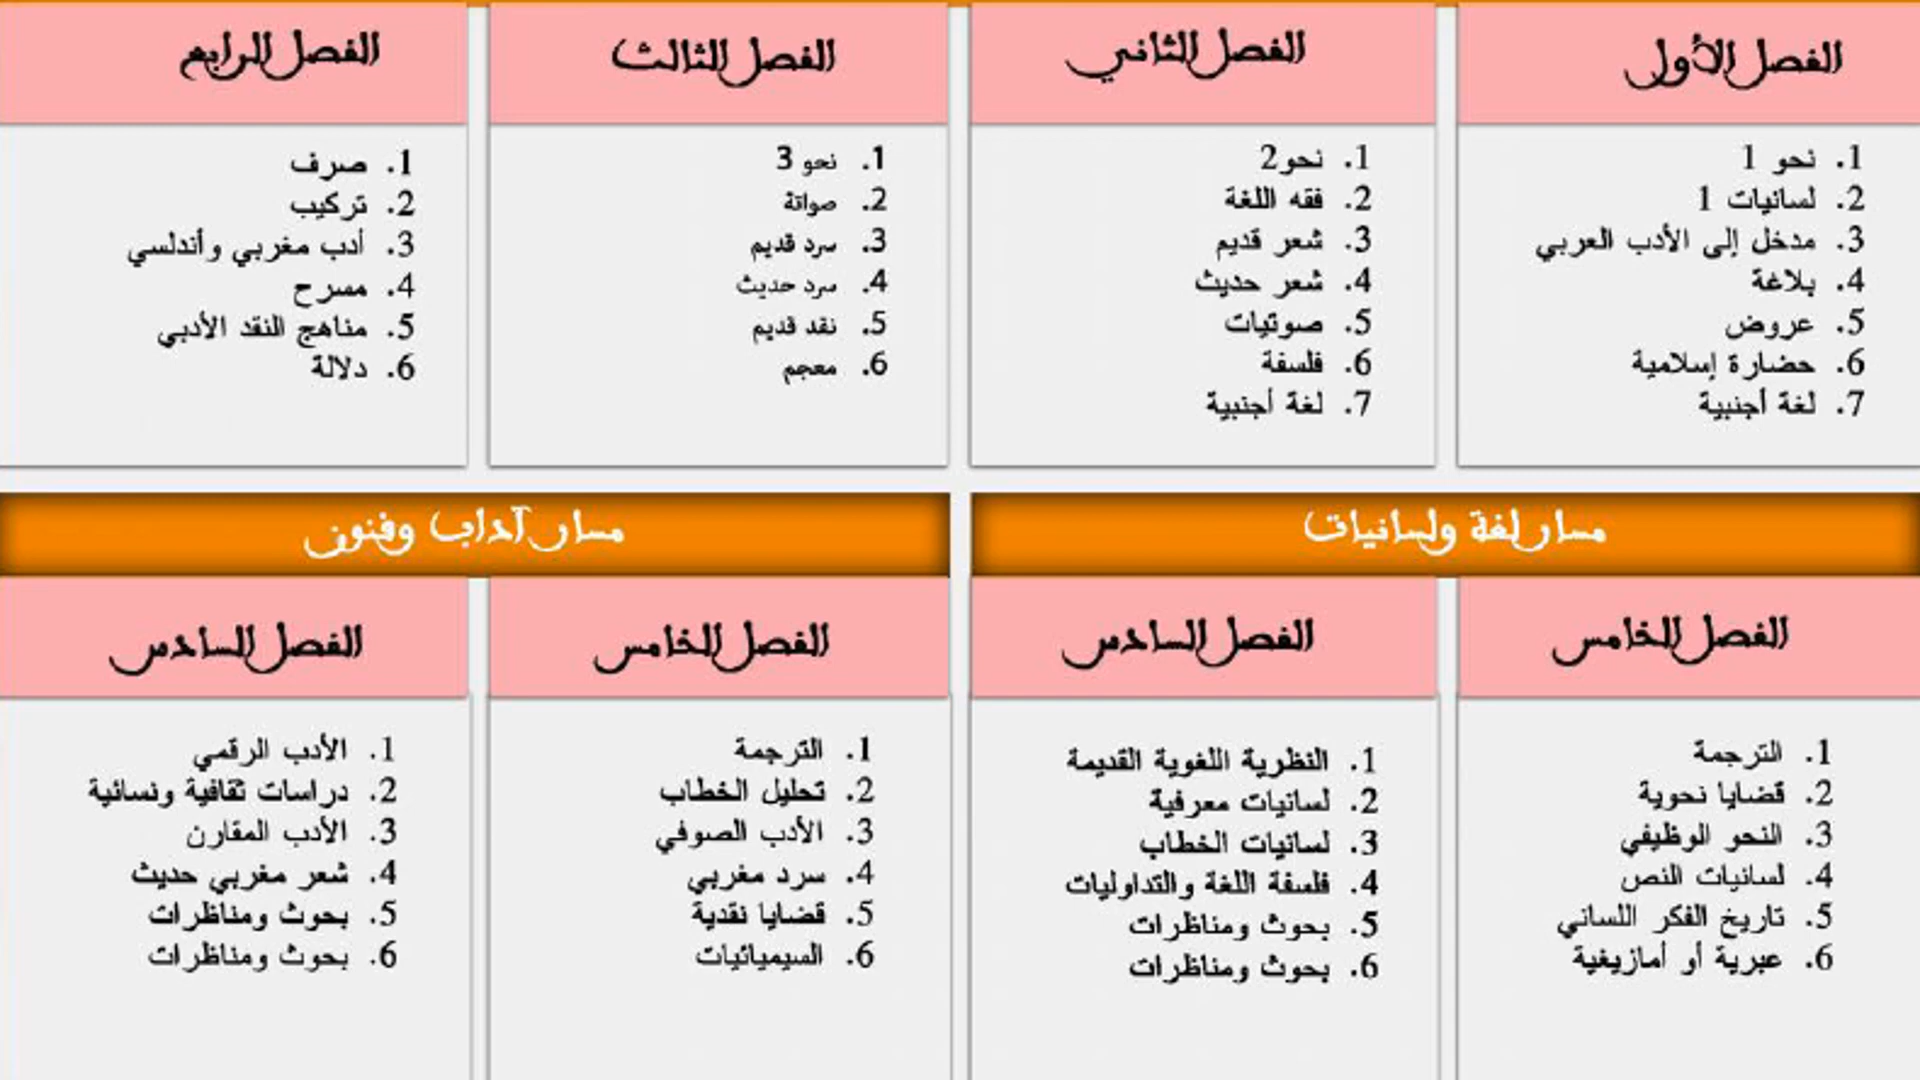 الفصل الأول
1. نحو 1
2. لسانيات 1
3. مدخل إلى الأدب العربي
4. بلاغة
5. عروض
6. حضارة إسلامية
7. لغة أجنبية
الفصل الثاني
1. نحو2
2. فقه اللغة
3. شعر قديم
4. شعر حديث
5. صوتيات
6. فلسفة
7. لغة أجنبية
الفصل الثالث
1. نحو 3
2. صواتة
3. سرد قديم
4. سرد حديث
5. نقد قديم
6. معجم
الفصل الرابع
1. صرف
2. تركيب
3. أدب مغربي وأندلسي
4. مسرح
5. مناهج النقد الأدبي
6. دلالة
مسار لغة ولسانيات
الفصل الخامس
1. الترجمة
2. قضايا نحوية
3. النحو الوظيفي
4. لسانيات النص
5. تاريخ الفكر اللساني
6. عبرية أو أمازيغية
الفصل السادس
1. النظرية اللغوية القديمة
2. لسانيات معرفية
3. لسانيات الخطاب
4. فلسفة اللغة والتداوليات
5. بحوث ومناظرات
6. بحوث ومناظرات
مسار آداب وفنون
الفصل الخامس
1. الترجمة
2. تحليل الخطاب
3. الأدب الصوفي
4. سرد مغربي
5. قضايا نقدية
6. السيميائيات
الفصل السادس
1. الأدب الرقمي
2. دراسات ثقافية ونسائية
3. الأدب المقارن
4. شعر مغربي حديث
5. بحوث ومناظرات
6. بحوث ومناظرات